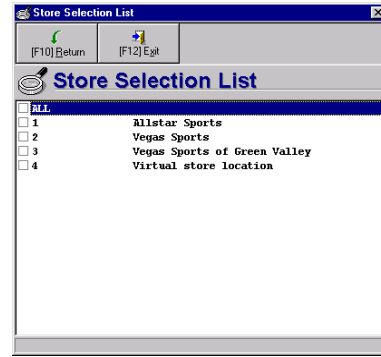 Store Selection List
[F10] Return [F12] Exit
Store Selection List
ALL
1 Allstar Sports
2 Vegas Sports
3 Vegas Sports of Green Valley
4 Virtual store location